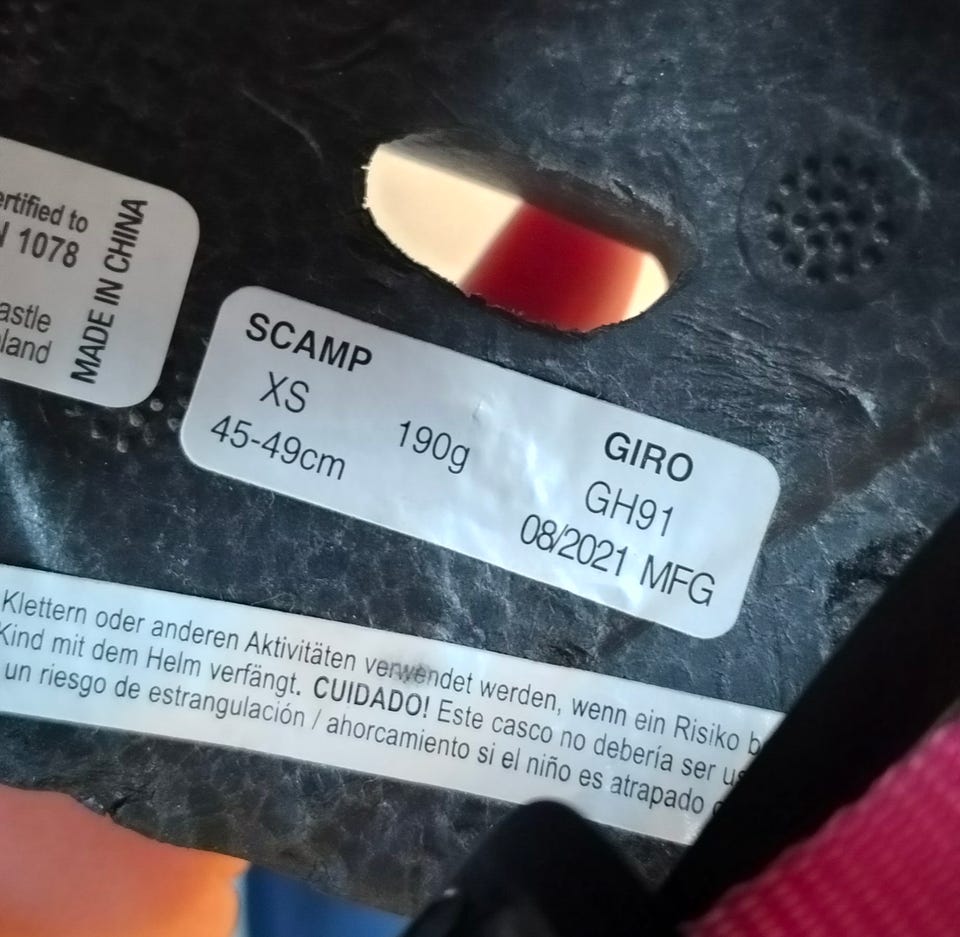 ertified to
1078
astle
land
MADE IN CHINA
SCAMP
XS
45-49cm
190g
GIRO
GH91
08/2021 MFG
Klettern oder anderen Aktivitäten verwendet werden, wenn ein Risiko b
Kind mit dem Helm verfängt. CUIDADO! Este casco no debería ser us
un riesgo de estrangulación / ahorcamiento si el niño es atrapado